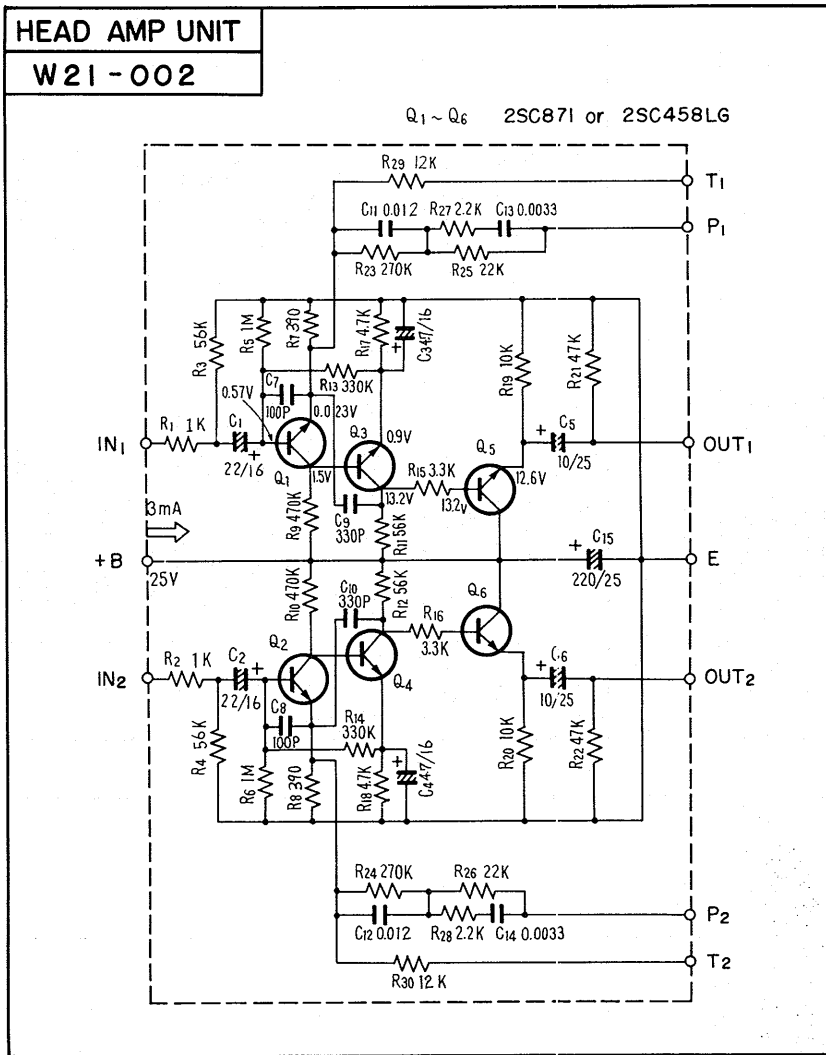 HEAD AMP UNIT
W21-002
Q1~Q6 2SC871 or 2SC458LG
R29 12K
T1
C11 0.012 R27 2.2K C13 0.0033
P1
R23 270K R25 22K
R3 56K
R5 1M
R7 390
R17 4.7K
C3 47/16
+
R19 10K
R21 47K
R13 330K
C7
100P
0.57V
0.023V
IN1
R1 1K
C1
+
22/16
Q1
1.5V
Q3
0.9V
R15 3.3K
13.2V
13.2V
Q5
12.6V
+
C5
10/25
OUT1
3mA
R9 470K
C9
330P
R11 56K
+B
25V
+
C15
220/25
E
R10 470K
C10
330P
R12 56K
R16
3.3K
Q6
IN2
R2 1K
C2
+
22/16
Q2
Q4
+
C6
10/25
OUT2
C8
100P
R14
330K
R4 56K
R6 1M
R8 390
R18 4.7K
+
C4 47/16
R20 10K
R22 47K
R24 270K R26 22K
C12 0.012 R28 2.2K C14 0.0033
P2
R30 12K
T2